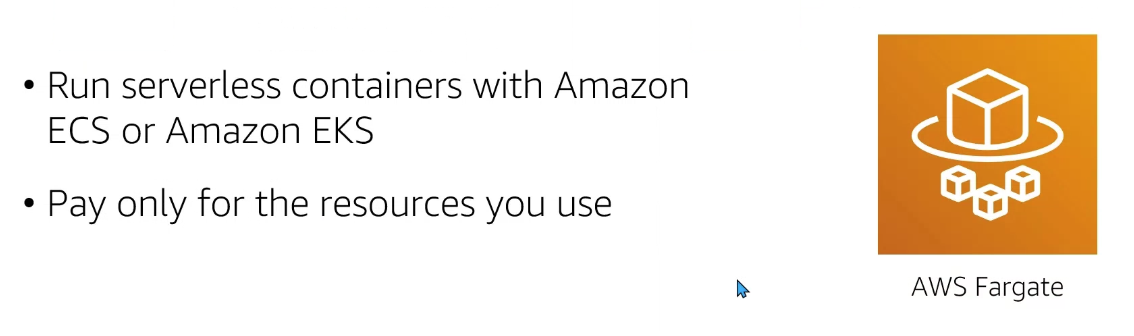 • Run serverless containers with Amazon
ECS or Amazon EKS
• Pay only for the resources you use
AWS Fargate